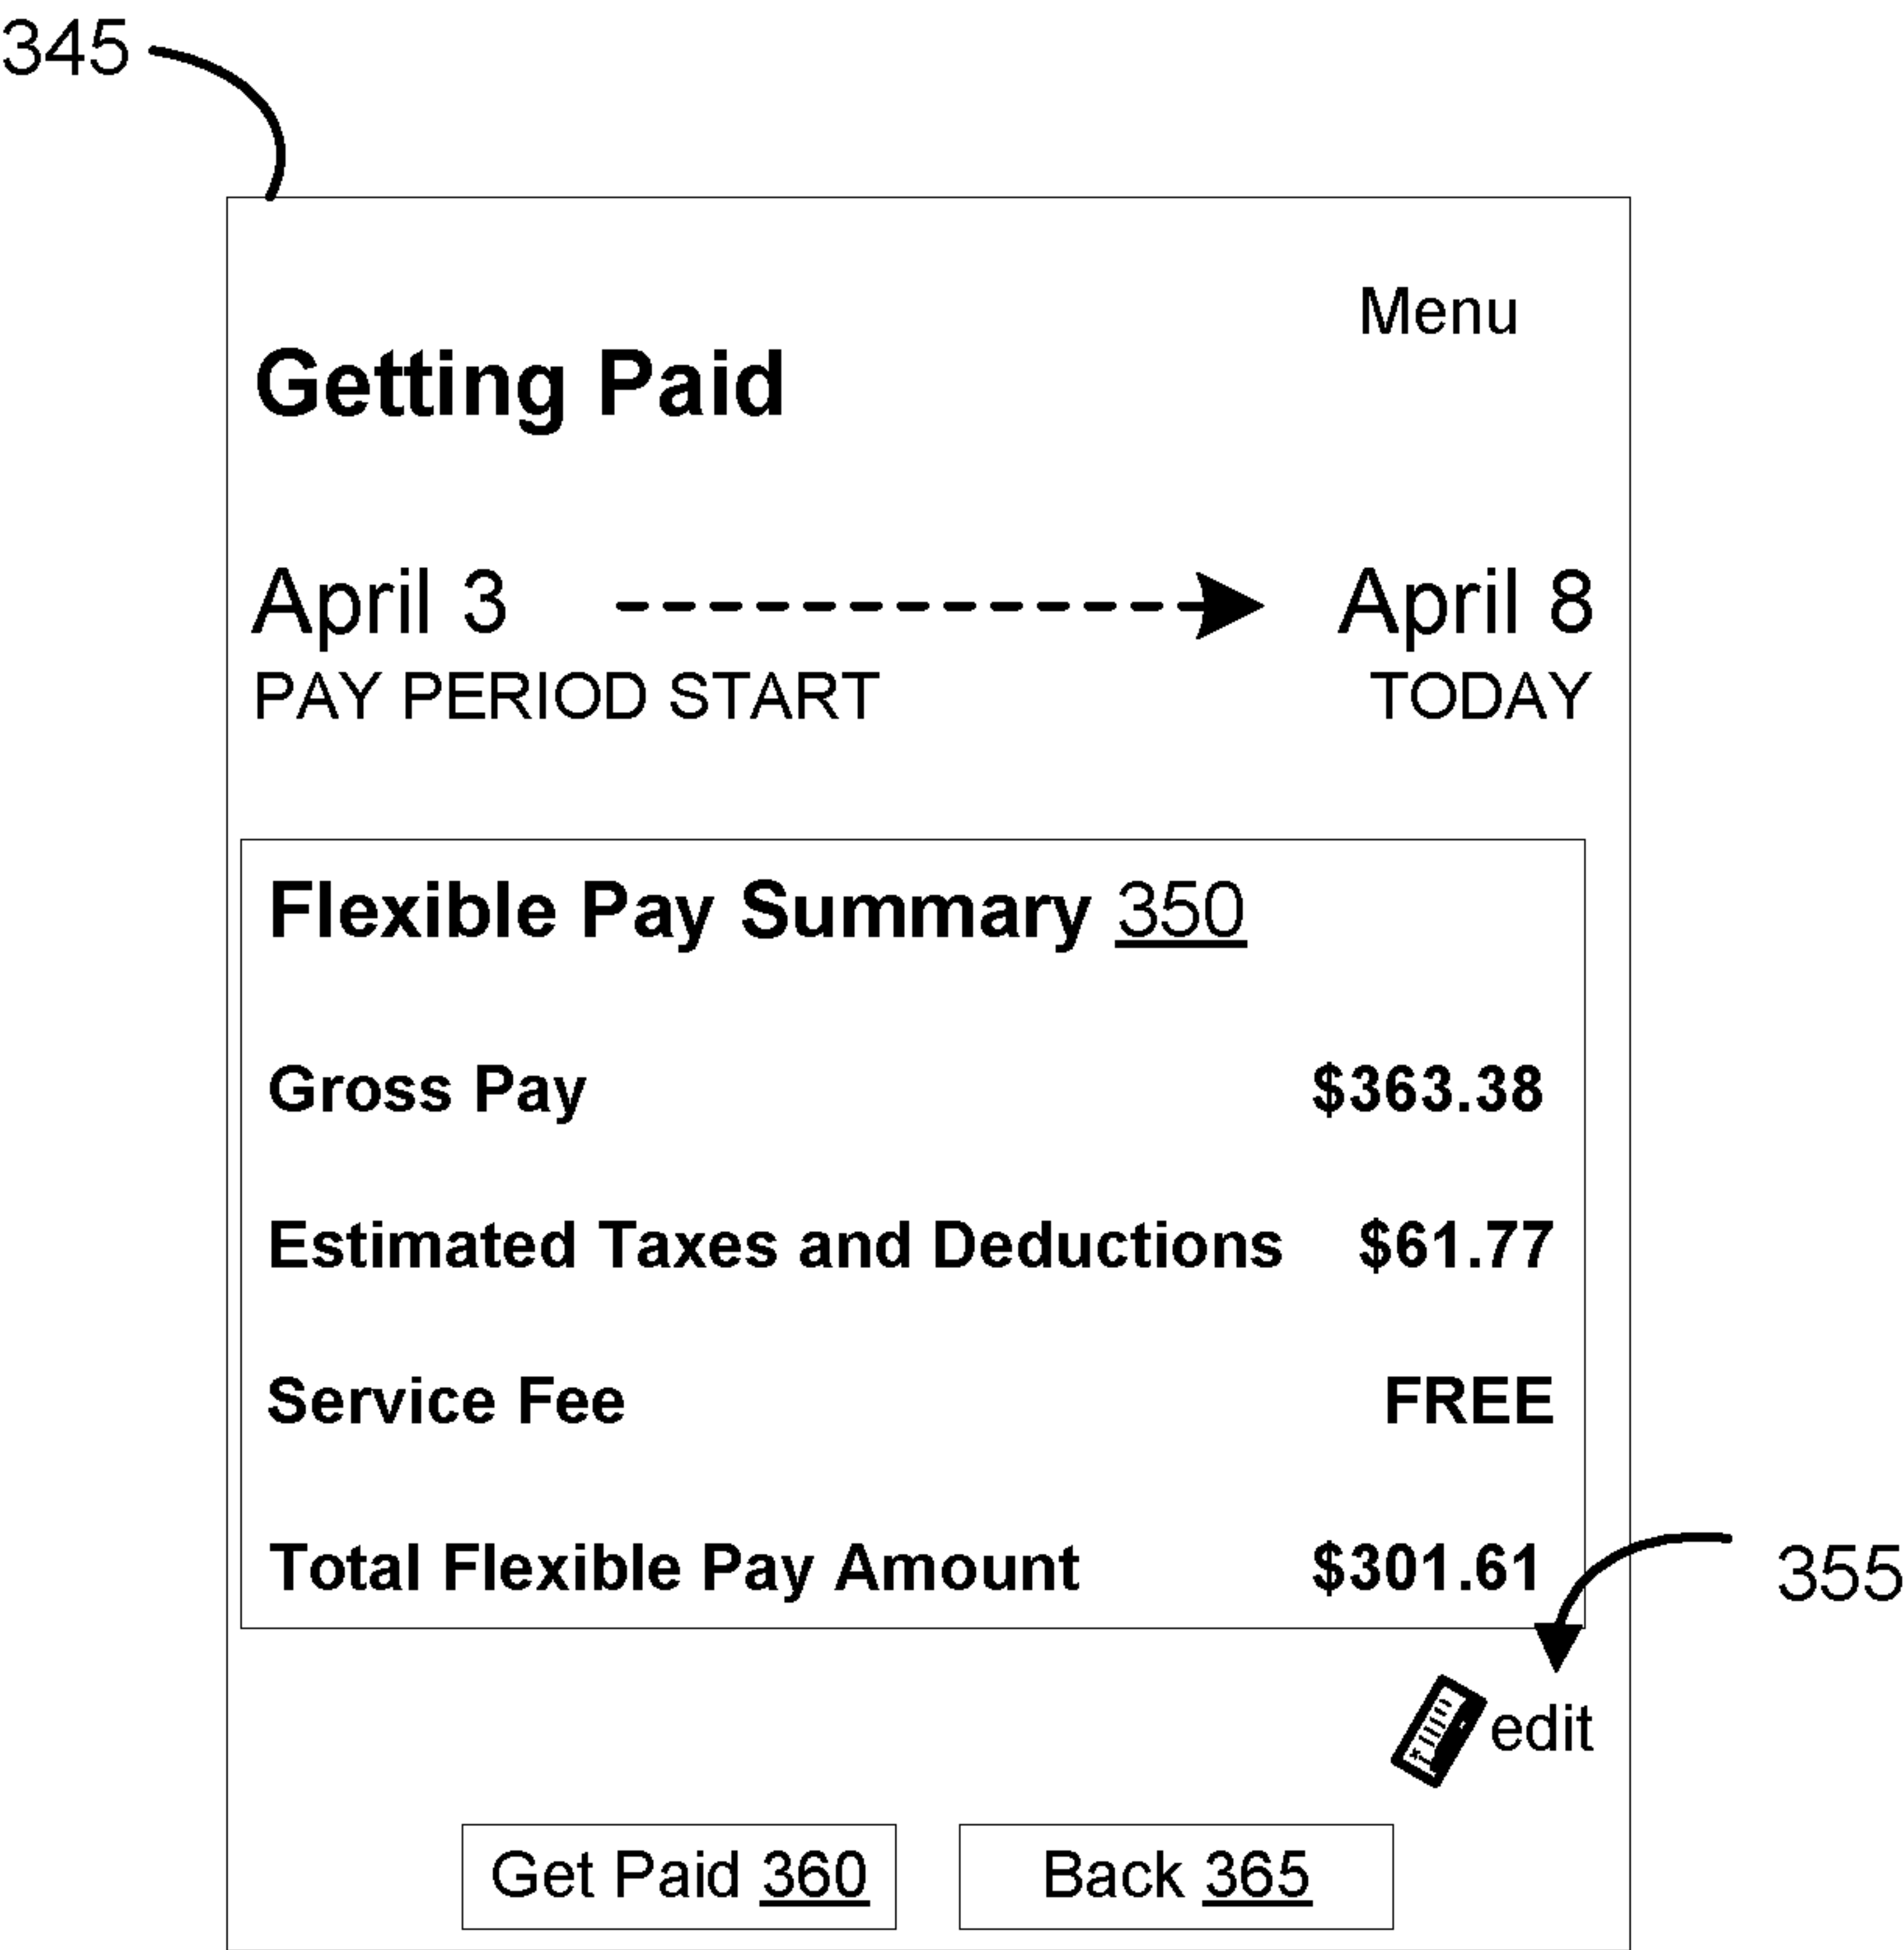 345
Menu
Getting Paid
April 3 April 8
PAY PERIOD START TODAY
Flexible Pay Summary 350
Gross Pay $363.38
Estimated Taxes and Deductions $61.77
Service Fee FREE
Total Flexible Pay Amount $301.61
355
edit
Get Paid 360 Back 365